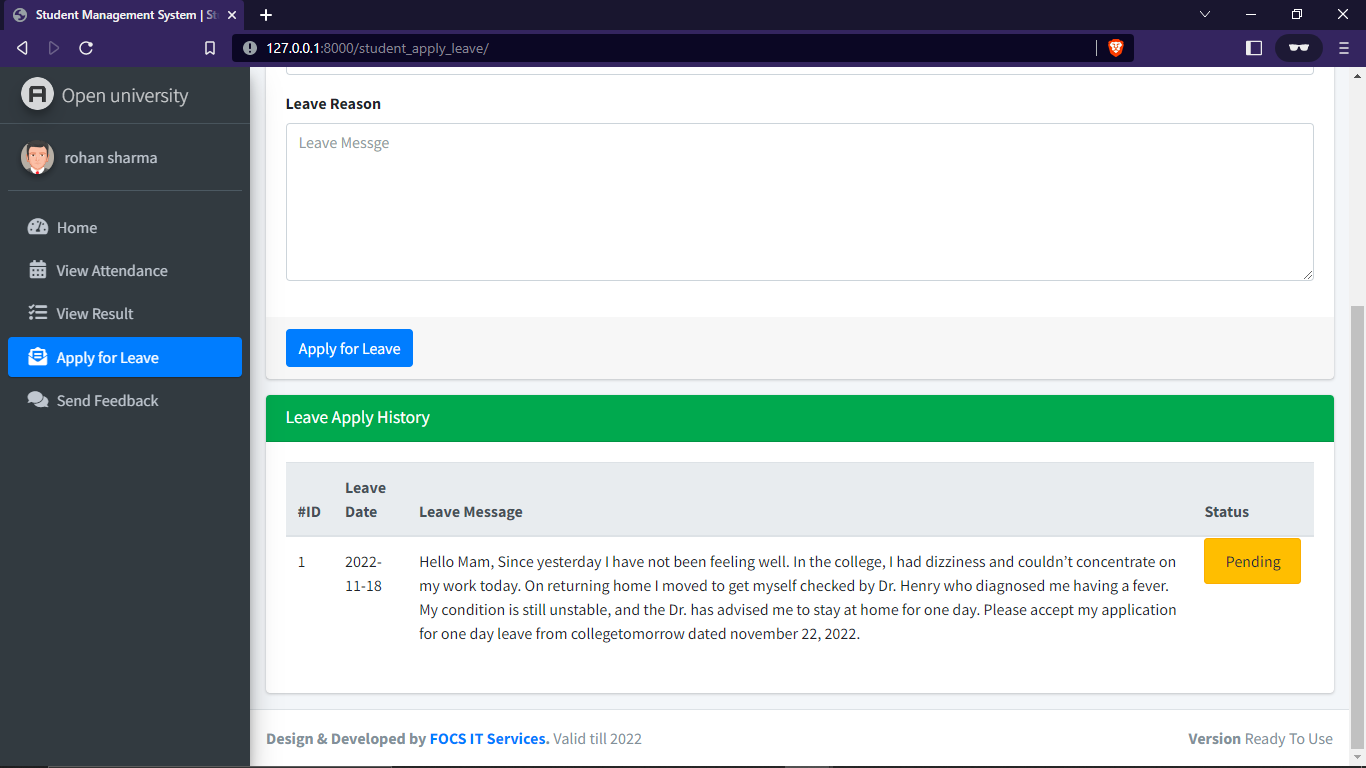 Student Management System | St
127.0.0.1:8000/student_apply_leave/
Open university
rohan sharma
Home
View Attendance
View Result
Apply for Leave
Send Feedback
Leave Reason
Leave Messge
Apply for Leave
Leave Apply History
#ID
Leave
Date
Leave Message
Status
1
2022-
11-18
Hello Mam, Since yesterday I have not been feeling well. In the college, I had dizziness and couldn’t concentrate on
my work today. On returning home I moved to get myself checked by Dr. Henry who diagnosed me having a fever.
My condition is still unstable, and the Dr. has advised me to stay at home for one day. Please accept my application
for one day leave from collegetomorrow dated november 22, 2022.
Pending
Design & Developed by FOCS IT Services. Valid till 2022
Version Ready To Use